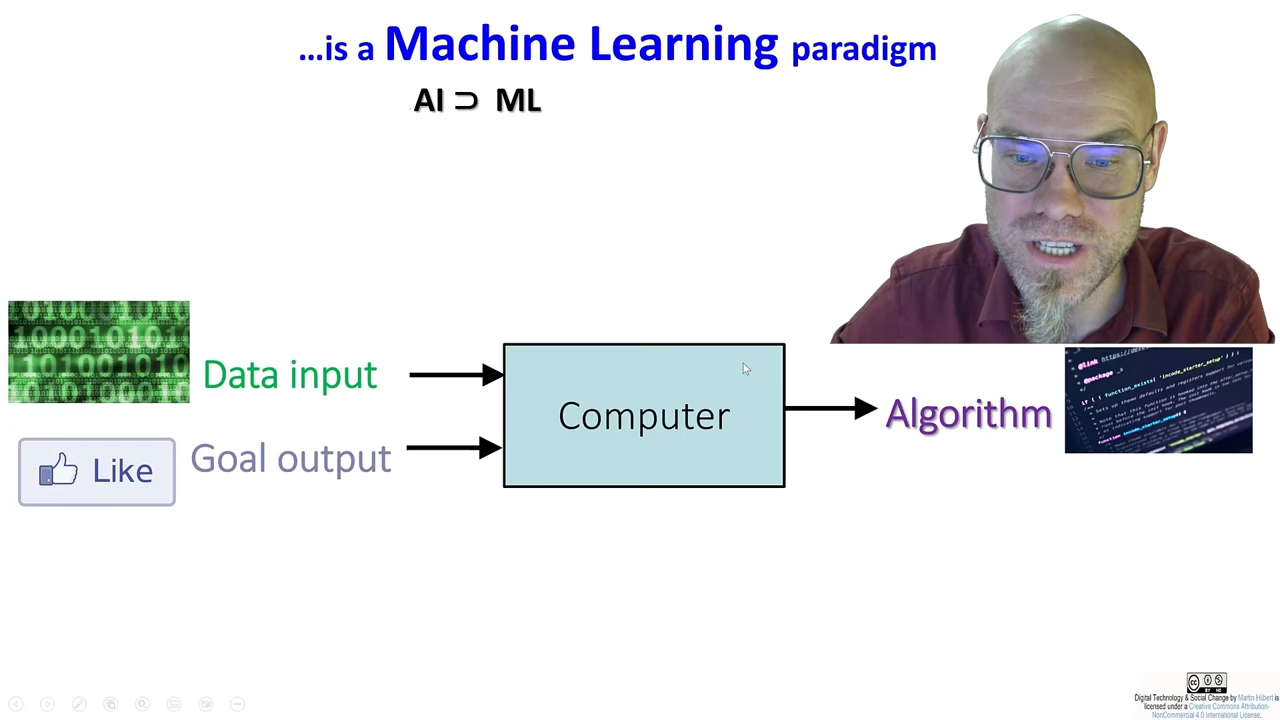 ...is a Machine Learning paradigm
AI ⊃ ML
Data input
Like
Goal output
Computer
Algorithm
Digital Technology & Social Change by Martin Hilbert is
licensed under a Creative Commons Attribution-
NonCommercial 4.0 International License.